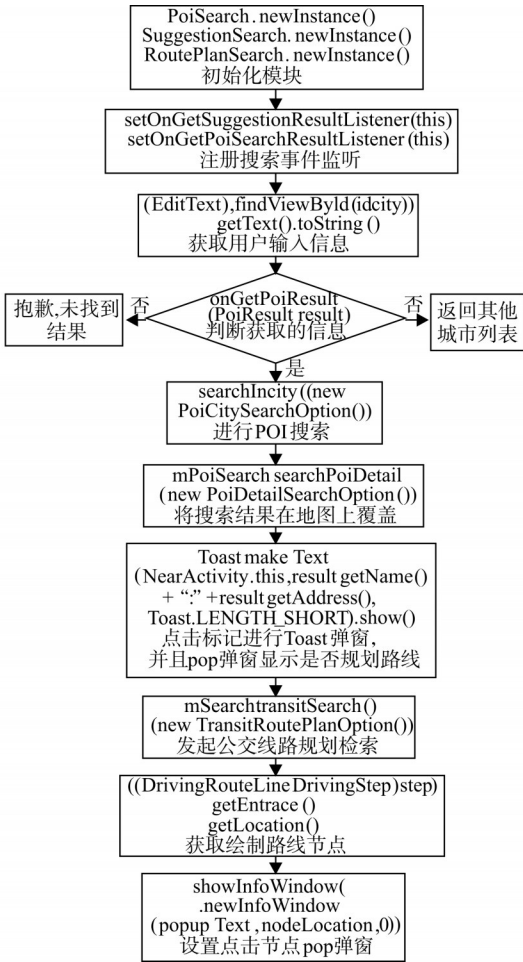 PoiSearch.newInstance()
SuggestionSearch.newInstance()
RoutePlanSearch.newInstance()
初始化模块
setOnGetSuggestionResultListener(this)
setOnGetPoiSearchResultListener(this)
注册搜索事件监听
(EditText),findViewByld(idcity))
getText().toString()
获取用户输入信息
onGetPoiResult
(PoiResult result)
判断获取的信息
否
抱歉,未找到
结果
否
返回其他
城市列表
是
searchIncity((new
PoiCitySearchOption())
进行POI搜索
mPoiSearch searchPoiDetail
(new PoiDetailSearchOption())
将搜索结果在地图上覆盖
Toast make Text
(NearActivity.this,result getName()
+“:”+result getAddress(),
Toast.LENGTH_SHORT).show()
点击标记进行Toast弹窗,
并且pop弹窗显示是否规划路线
mSearchtransitSearch()
(new TransitRoutePlanOption())
发起公交线路规划检索
((DrivingRouteLine DrivingStep)step)
getEntrace()
getLocation()
获取绘制路线节点
showInfoWindow(
.newInfoWindow
(popup Text,nodeLocation,0))
设置点击节点pop弹窗